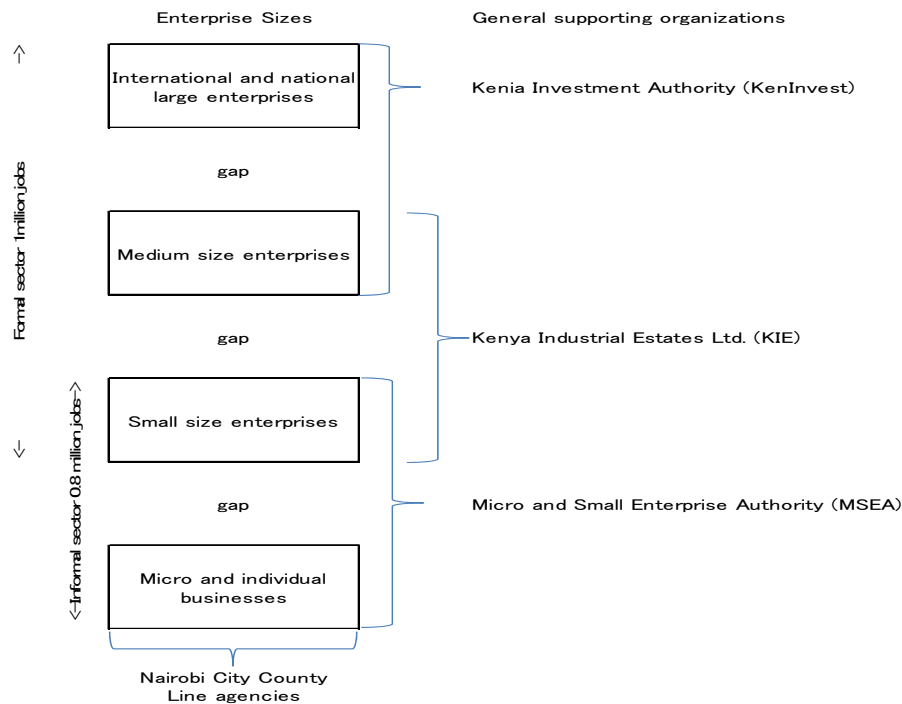 Enterprise Sizes
General supporting organizations
International and national
large enterprises
Kenia Investment Authority (KenInvest)
gap
Medium size enterprises
gap
Kenya Industrial Estates Ltd. (KIE)
Small size enterprises
gap
Micro and Small Enterprise Authority (MSEA)
Micro and individual
businesses
Nairobi City County
Line agencies
Formal sector 1million jobs
<--Informal sector 0.8 million jobs-->